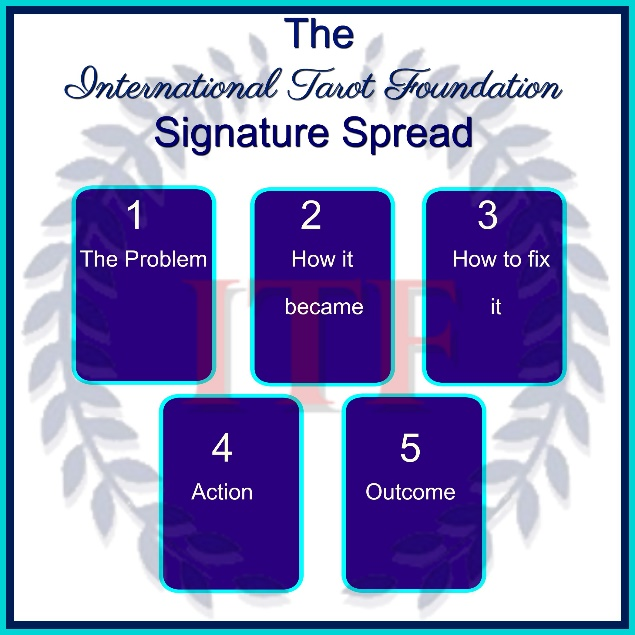 The
International Tarot Foundation
Signature Spread
1
The Problem
2
How it
became
3
How to fix
it
ITF
4
Action
5
Outcome